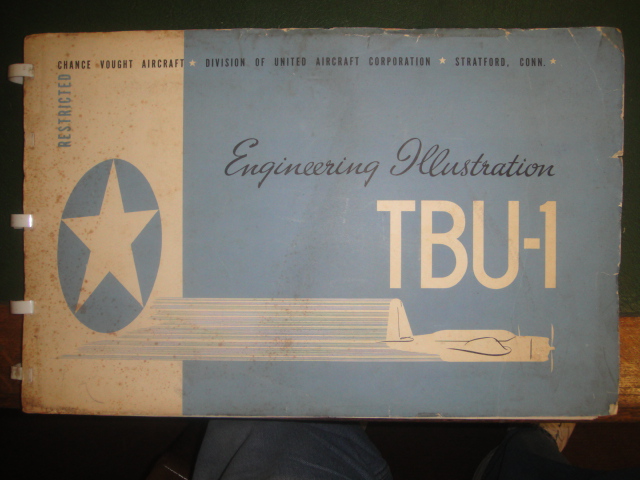 CHANCE VOUGHT AIRCRAFT ★ DIVISION OF UNITED AIRCRAFT CORPORATION ★ STRATFORD, CONN. ★
RESTRICTED
Engineering Illustration
TBU-1